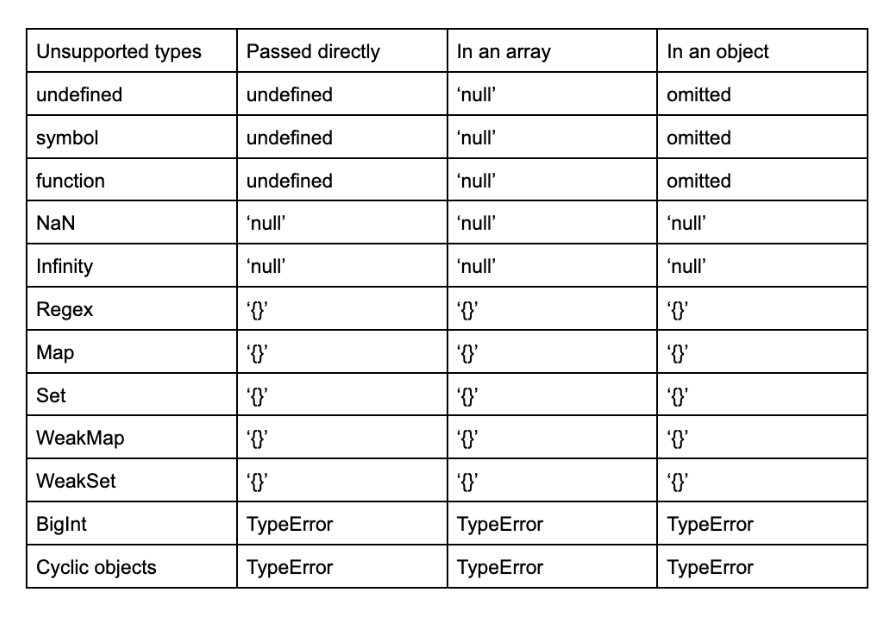 Unsupported types Passed directly In an array In an object
undefined undefined ‘null’ omitted
symbol undefined ‘null’ omitted
function undefined ‘null’ omitted
NaN ‘null’ ‘null’ ‘null’
Infinity ‘null’ ‘null’ ‘null’
Regex ‘{}’ ‘{}’ ‘{}’
Map ‘{}’ ‘{}’ ‘{}’
Set ‘{}’ ‘{}’ ‘{}’
WeakMap ‘{}’ ‘{}’ ‘{}’
WeakSet ‘{}’ ‘{}’ ‘{}’
BigInt TypeError TypeError TypeError
Cyclic objects TypeError TypeError TypeError